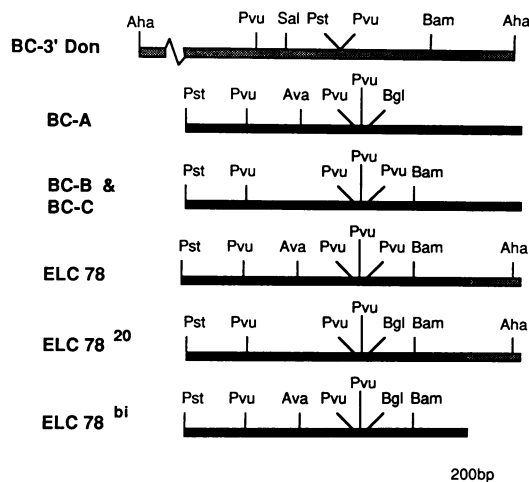 Aha Pvu Sal Pst Pvu Bam Aha
BC-3' Don
Pvu
Pst Pvu Ava Pvu Bgl
BC-A
Pvu
Pst Pvu Pvu Pvu Bam
BC-B &
BC-C
Pvu
Pst Pvu Ava Pvu Pvu Bam Aha
ELC 78
Pvu
Pst Pvu Pvu Bgl Bam Aha
ELC 78 20
Pvu
Pst Pvu Ava Pvu Bgl Bam
ELC 78 bi
200bp